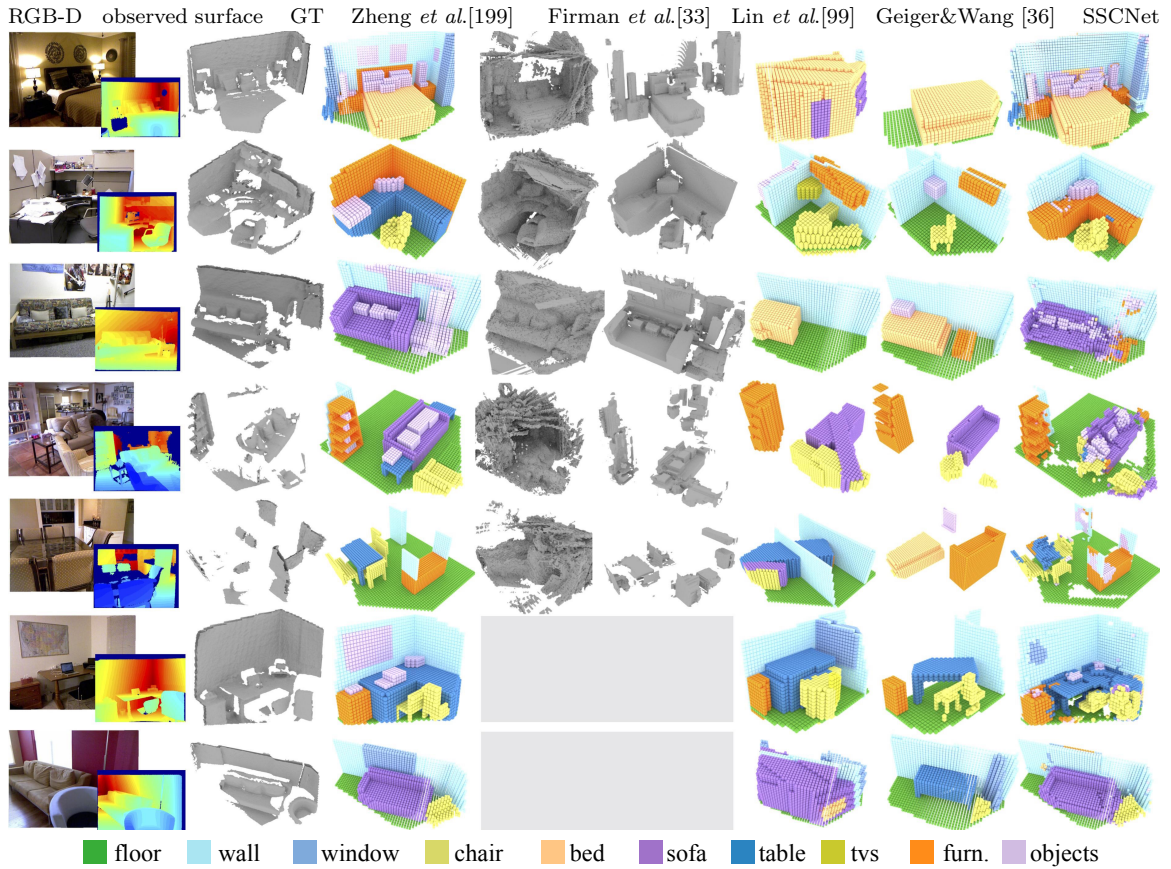 RGB-D observed surface GT Zheng et al.[199] Firman et al.[33] Lin et al.[99] Geiger&Wang [36] SSCNet
floor wall window chair bed sofa table tvs furn. objects